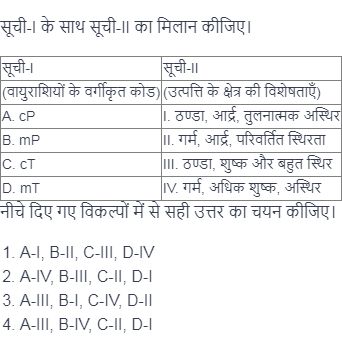 सूची-I के साथ सूची-II का मिलान कीजिए।
सूची-I सूची-II
(वायुराशियों के वर्गीकृत कोड) (उत्पत्ति के क्षेत्र की विशेषताएँ)
A. cP I. ठण्डा, आर्द्र, तुलनात्मक अस्थिर
B. mP II. गर्म, आर्द्र, परिवर्तित स्थिरता
C. cT III. ठण्डा, शुष्क और बहुत स्थिर
D. mT IV. गर्म, अधिक शुष्क, अस्थिर
नीचे दिए गए विकल्पों में से सही उत्तर का चयन कीजिए।
1. A-I, B-II, C-III, D-IV
2. A-IV, B-III, C-II, D-I
3. A-III, B-I, C-IV, D-II
4. A-III, B-IV, C-II, D-I